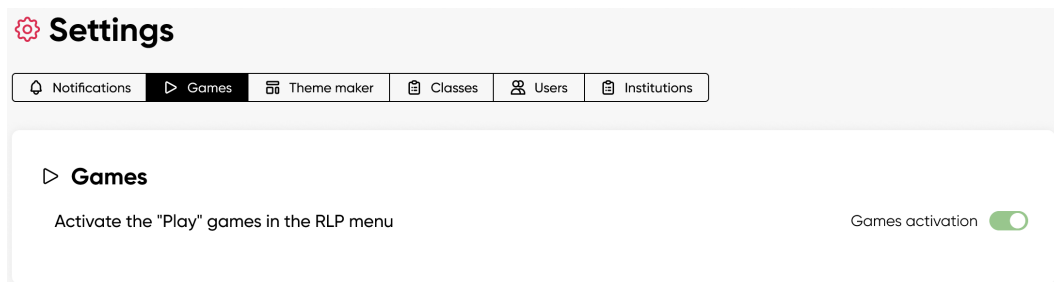 Settings
Notifications Games Theme maker Classes Users Institutions
Games
Activate the "Play" games in the RLP menu Games activation